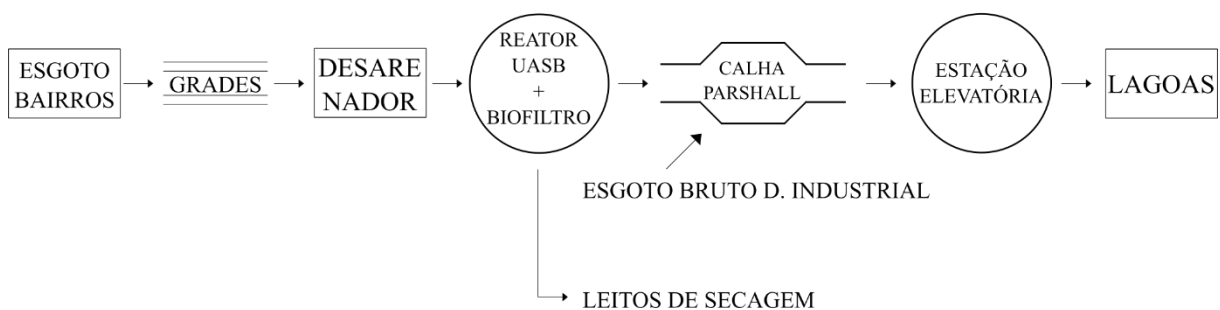 ESGOTO
BAIRROS
GRADES
DESARE
NADOR
REATOR
UASB
+
BIOFILTRO
CALHA
PARSHALL
ESTAÇÃO
ELEVATÓRIA
LAGOAS
ESGOTO BRUTO D. INDUSTRIAL
LEITOS DE SECAGEM